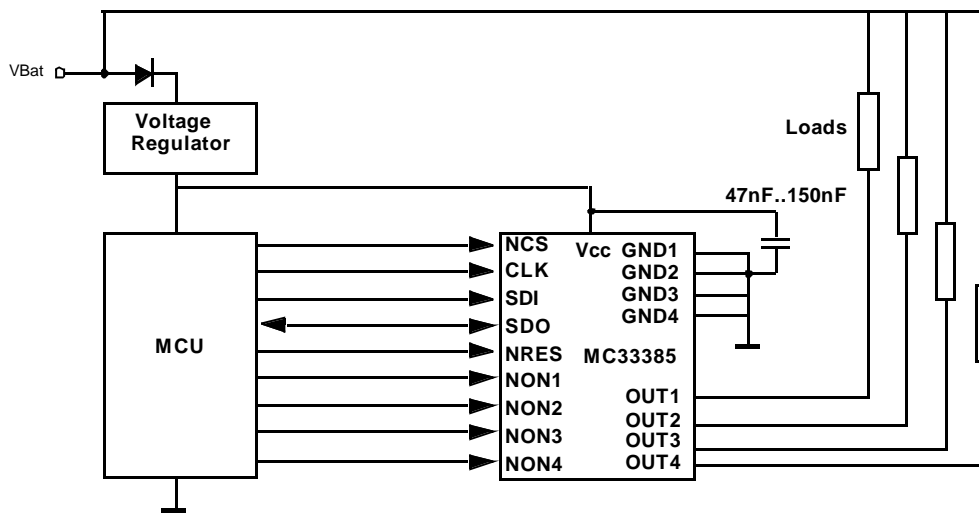 VBat
Voltage
Regulator
Loads
47nF..150nF
MCU
NCS
CLK
SDI
SDO
NRES
NON1
NON2
NON3
NON4
Vcc GND1
GND2
GND3
GND4
MC33385
OUT1
OUT2
OUT3
OUT4